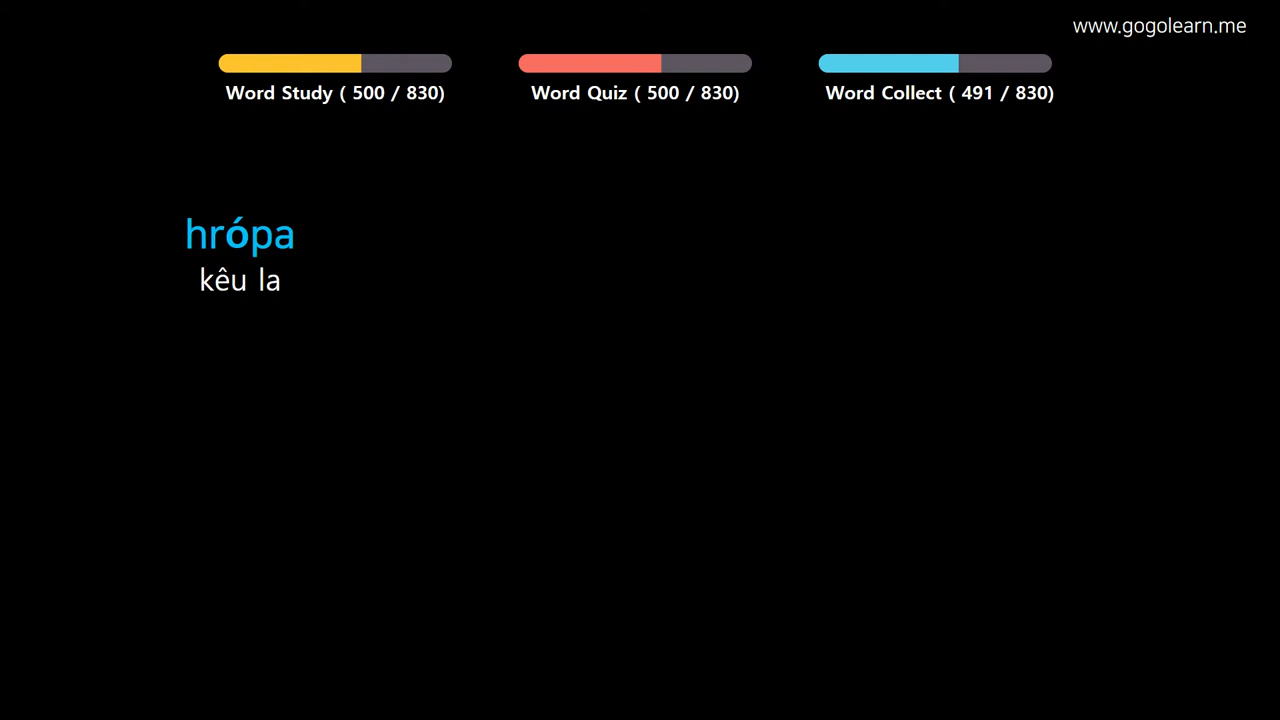 www.gogolearn.me
Word Study ( 500 / 830)
Word Quiz ( 500 / 830)
Word Collect ( 491 / 830)
hrópa
kêu la